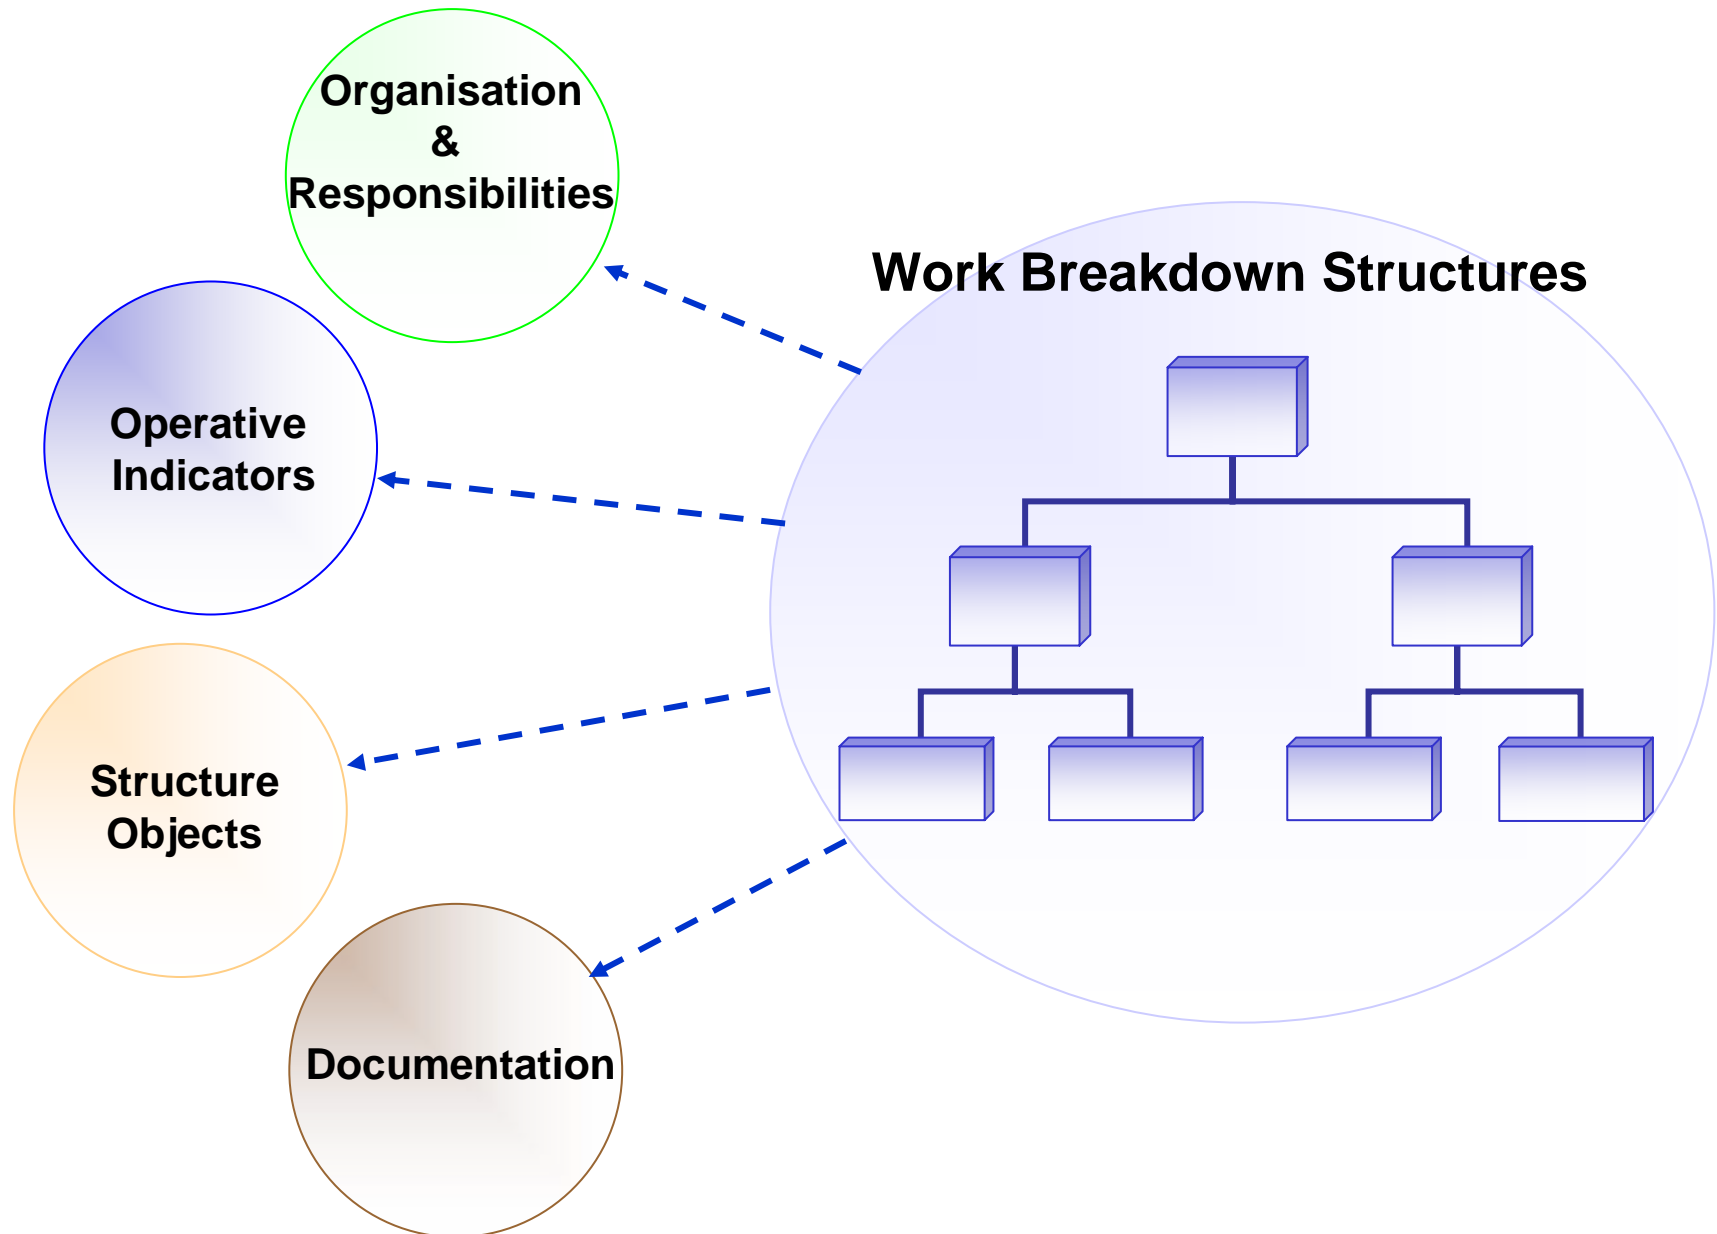 Organisation
&
Responsibilities
Work Breakdown Structures
Operative
Indicators
Structure
Objects
Documentation